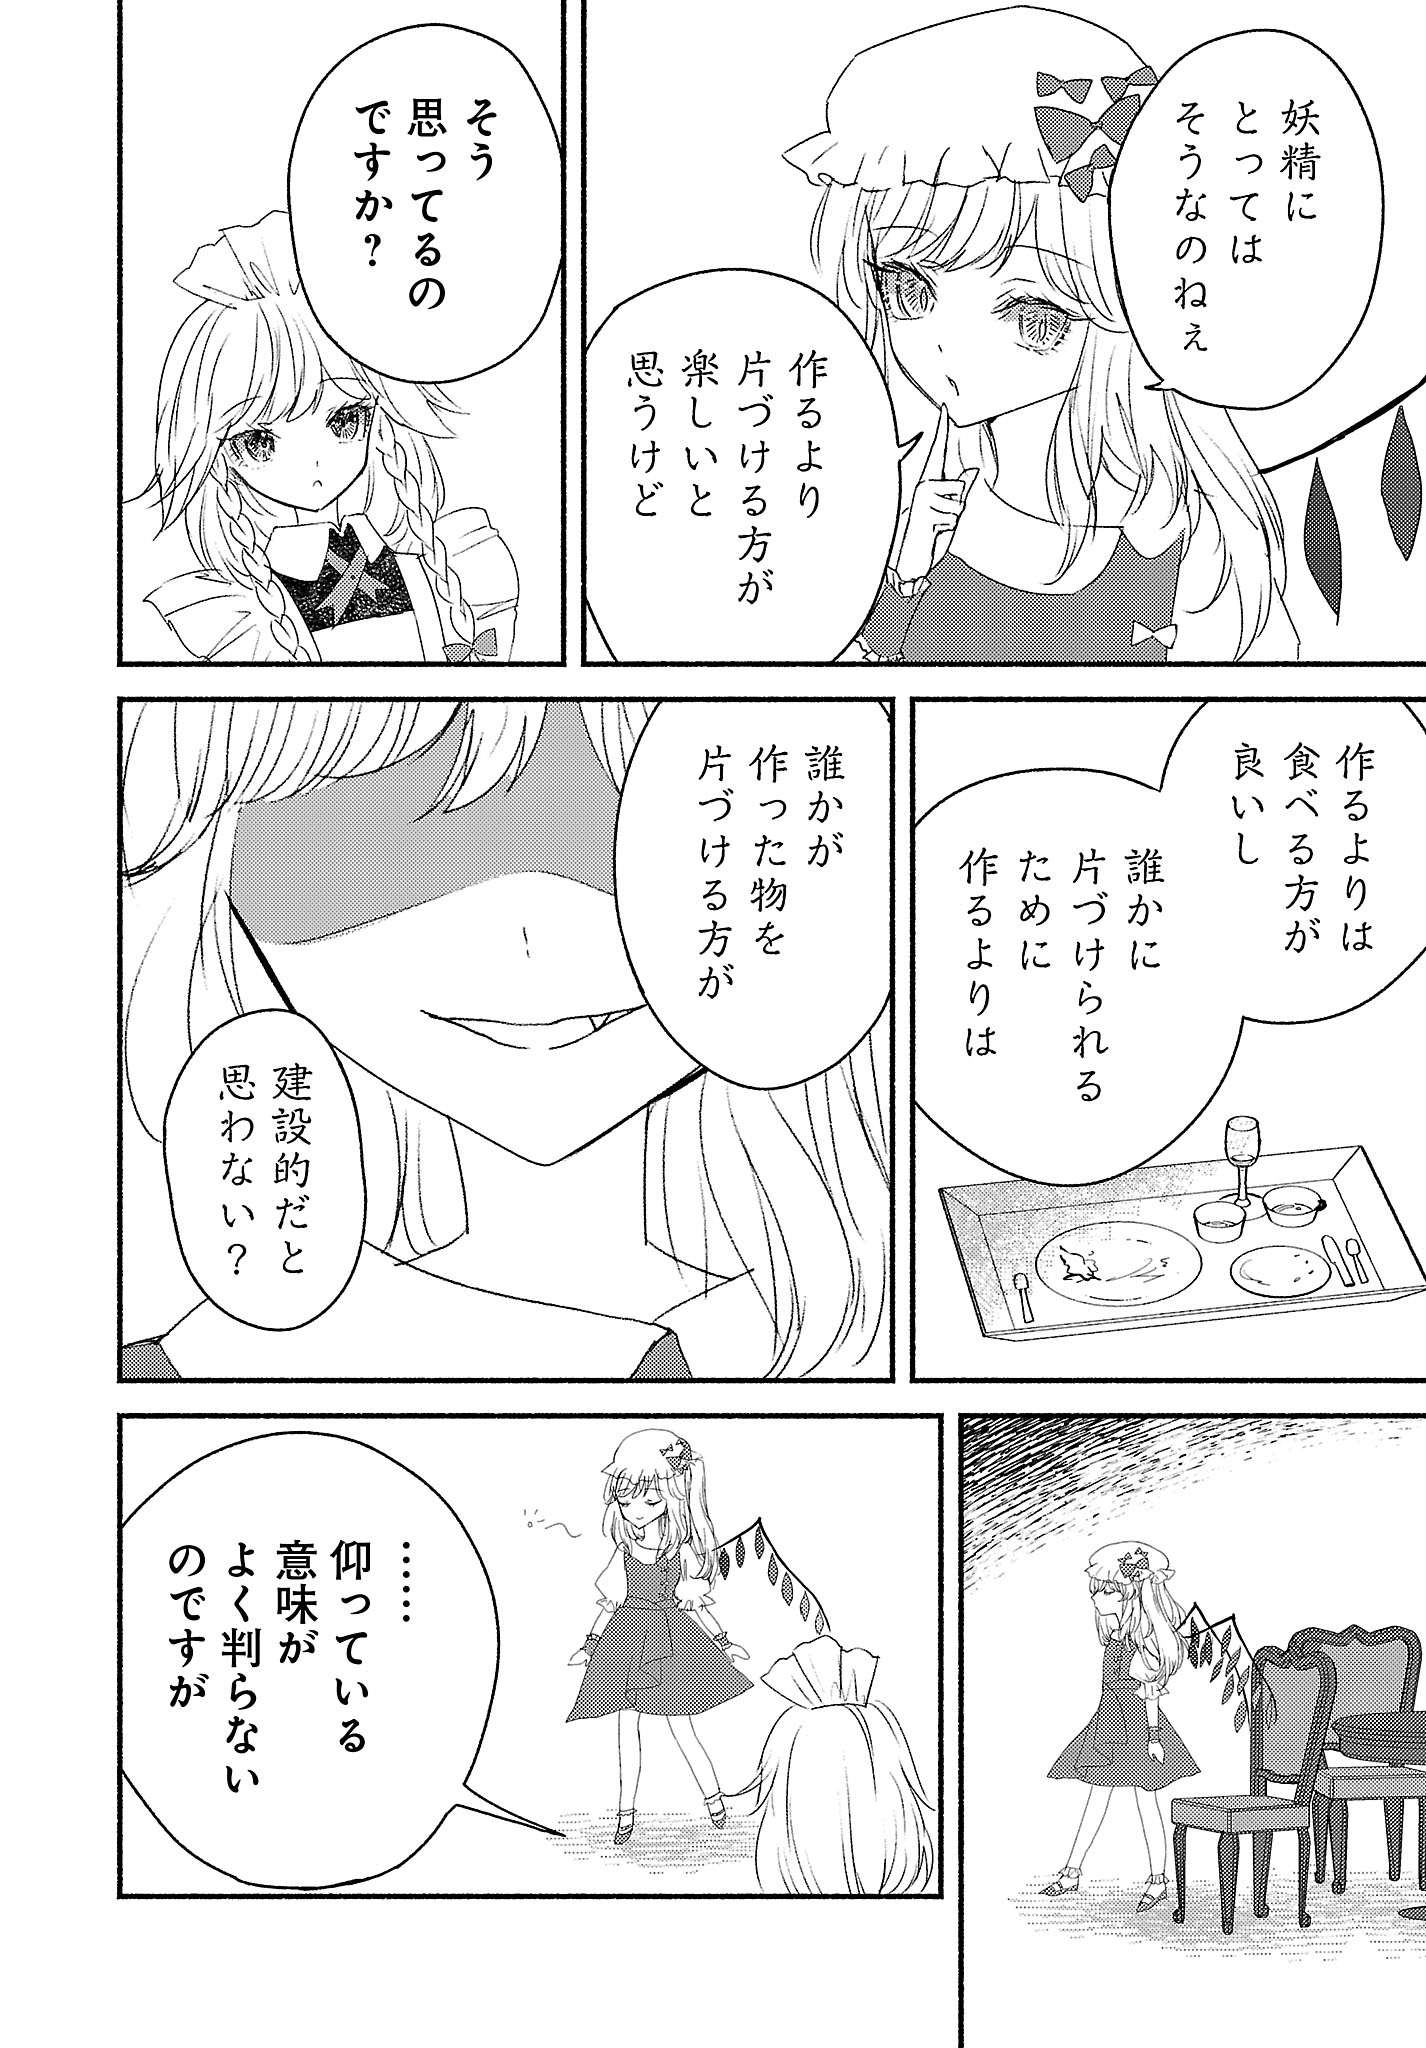 妖精に
とっては
そうなのねぇ
作るより
片づける方が
楽しいと
思うけど
そう
思ってるの
ですか？
作るよりは
食べる方が
良いし
誰かに
片づけられる
ために
作るよりは
誰かが
作った物を
片づける方が
建設的だと
思わない？
……
仰っている
意味が
よく判らない
のですが